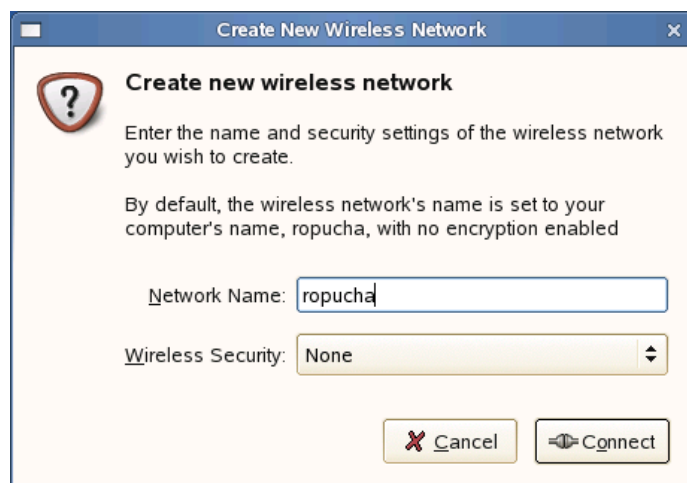 Create New Wireless Network
Create new wireless network
Enter the name and security settings of the wireless network
you wish to create.
By default, the wireless network's name is set to your
computer's name, ropucha, with no encryption enabled
Network Name: ropucha
Wireless Security: None
Cancel Connect